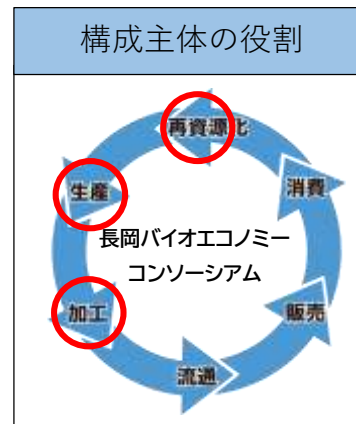 構成主体の役割
再資源化
生産
消費
長岡バイオエコノミー
コンソーシアム
加工
販売
流通